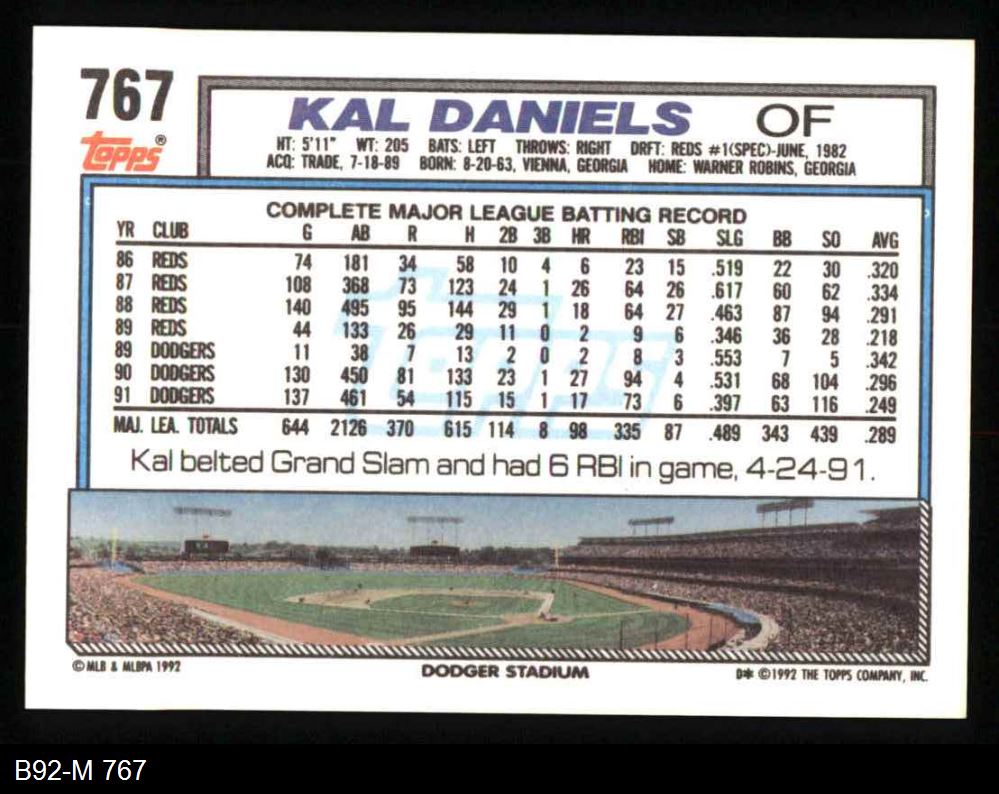 767
topps®
KAL DANIELS OF
HT: 5'11" WT: 205 BATS: LEFT THROWS: RIGHT DRFT: REDS #1(SPEC)-JUNE, 1982
ACQ: TRADE, 7-18-89 BORN: 8-20-63, VIENNA, GEORGIA HOME: WARNER ROBINS, GEORGIA
COMPLETE MAJOR LEAGUE BATTING RECORD
YR CLUB G AB R H 2B 3B HR RBI SB SLG BB SO AVG
86 REDS 74 181 34 58 10 4 6 23 15 .519 22 30 .320
87 REDS 108 368 73 123 24 1 26 64 26 .617 60 62 .334
88 REDS 140 495 95 144 29 1 18 64 27 .463 87 94 .291
89 REDS 44 133 26 29 11 0 2 9 6 .346 36 28 .218
89 DODGERS 11 38 7 13 2 0 2 8 3 .553 7 5 .342
90 DODGERS 130 450 81 133 23 1 27 94 4 .531 68 104 .296
91 DODGERS 137 461 54 115 15 1 17 73 6 .397 63 116 .249
MAJ. LEA. TOTALS 644 2126 370 615 114 8 98 335 87 .489 343 439 .289
topps
Kal belted Grand Slam and had 6 RBI in game, 4-24-91.
©MLB & MLBPA 1992
DODGER STADIUM
D* ©1992 THE TOPPS COMPANY, INC.
B92-M 767